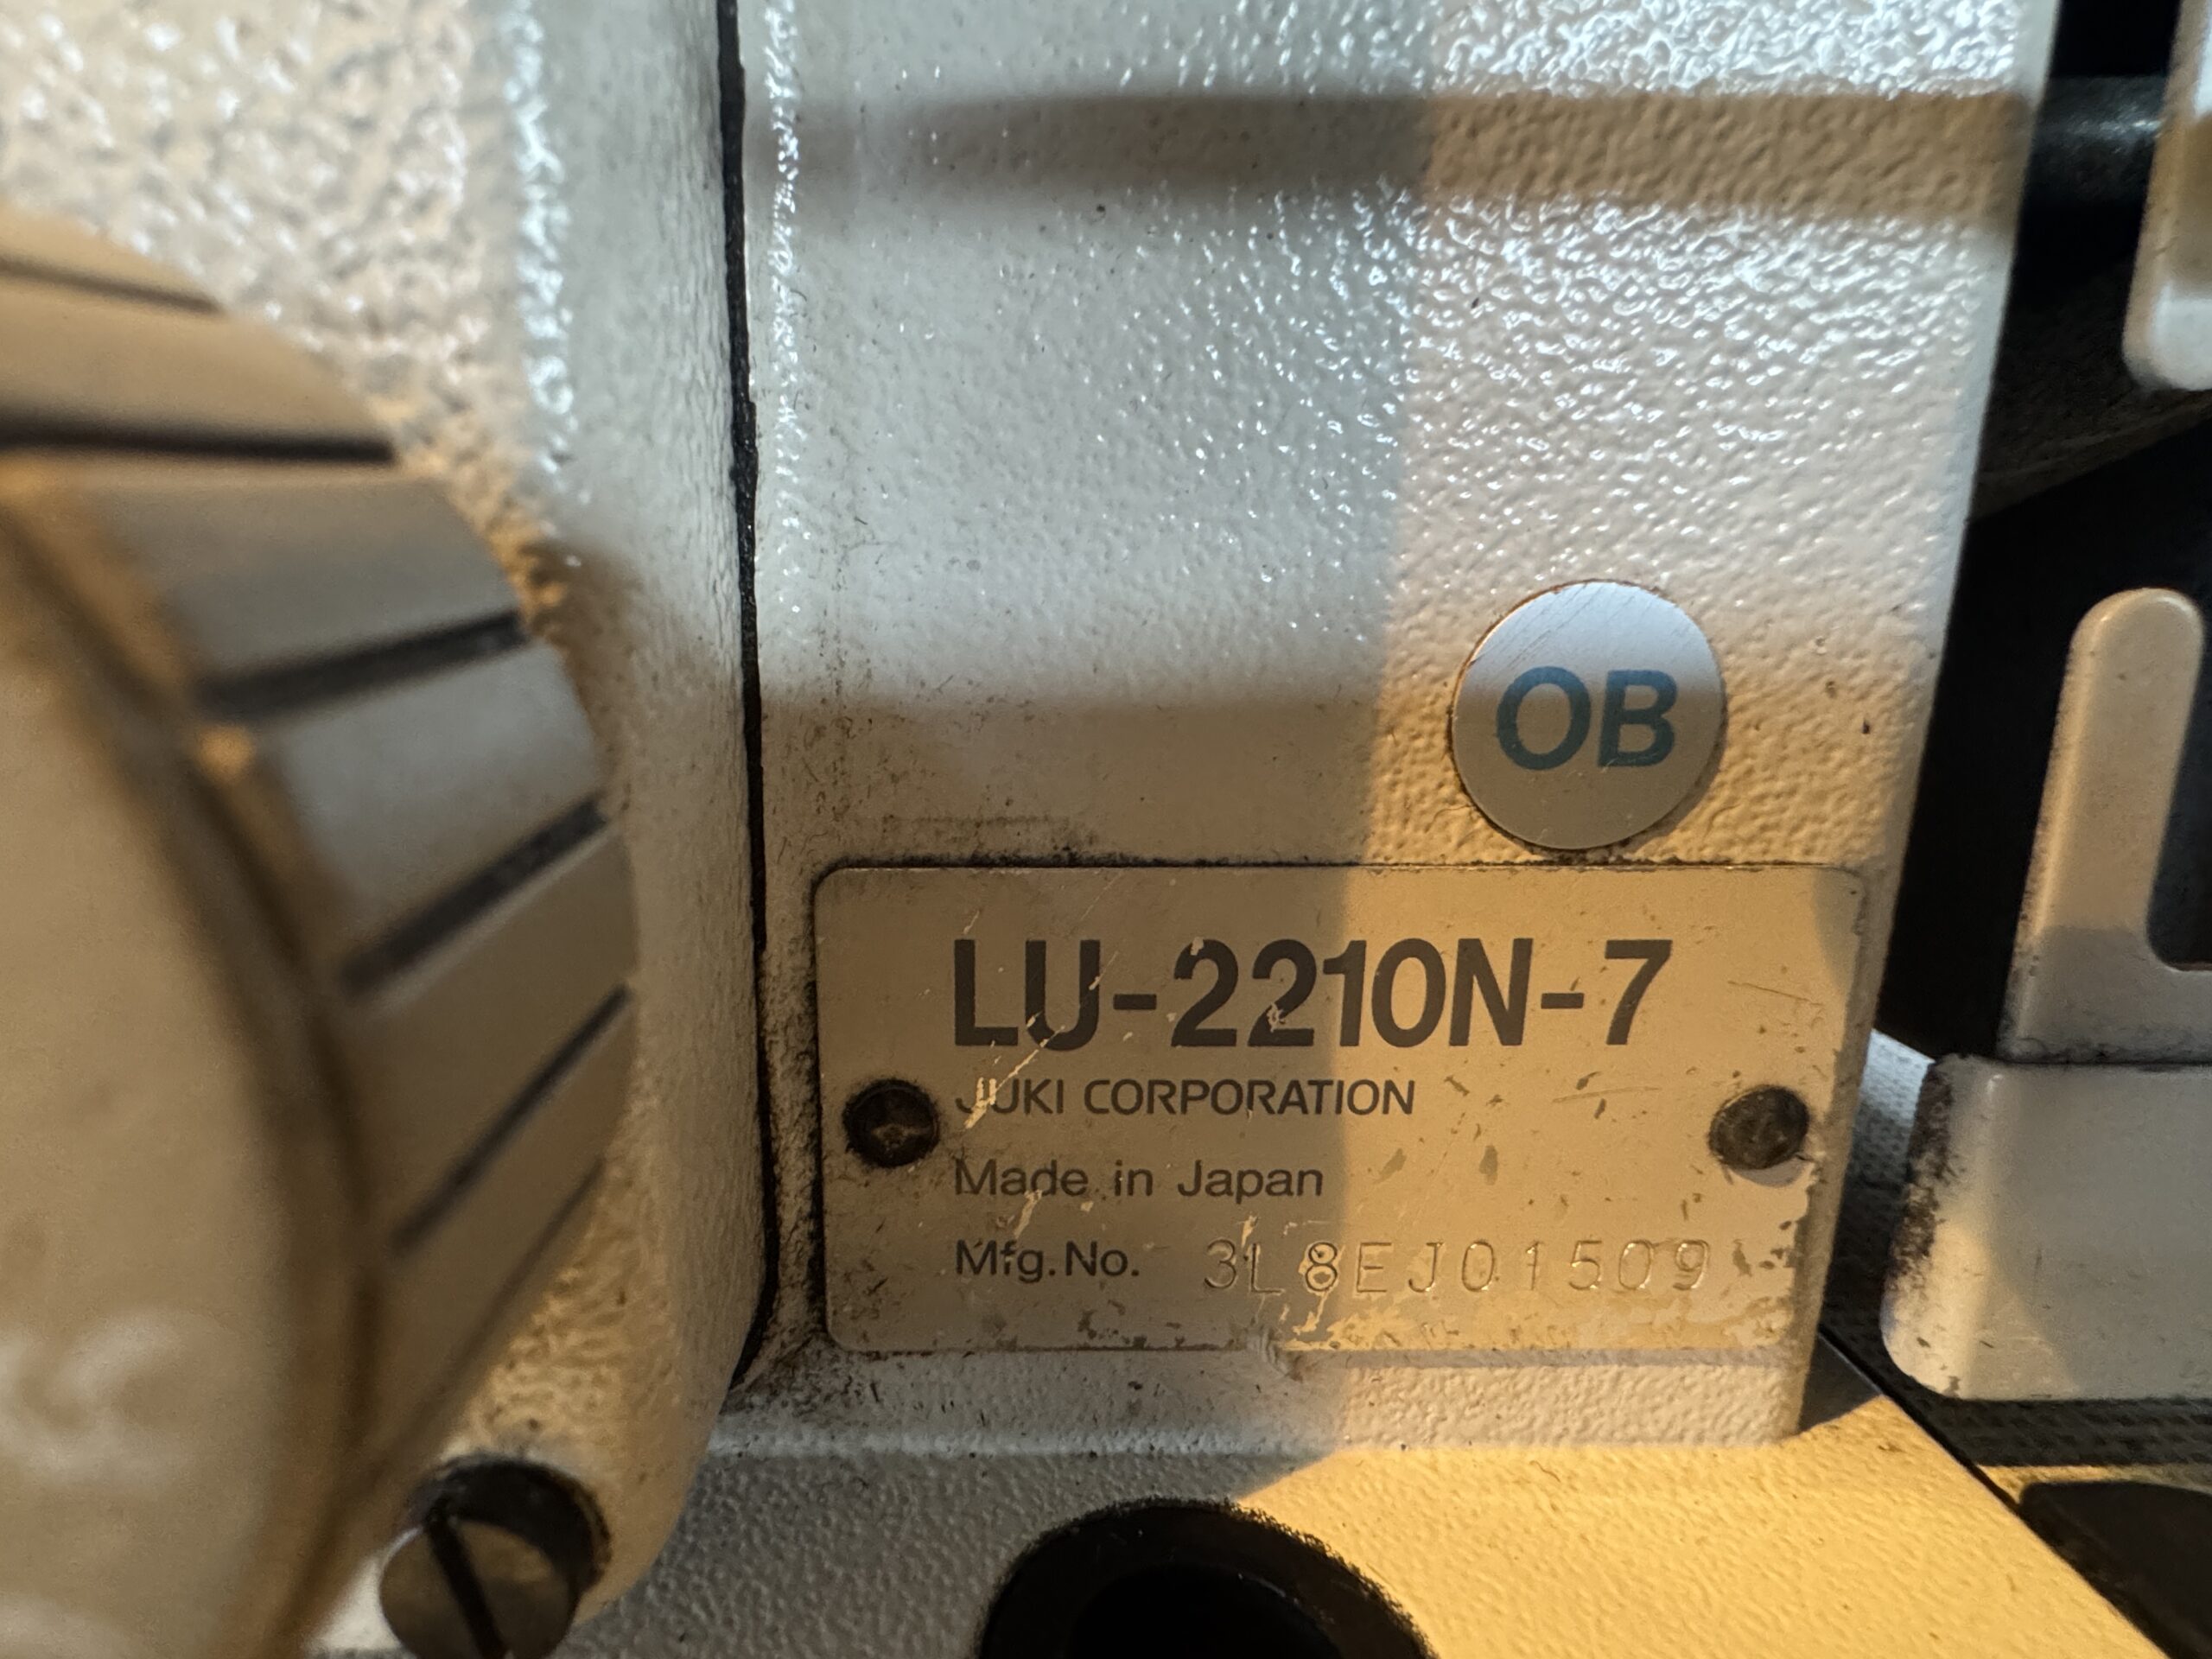 OB
LU-2210N-7
JUKI CORPORATION
Made in Japan
Mfg.No. 3L8EJ01509